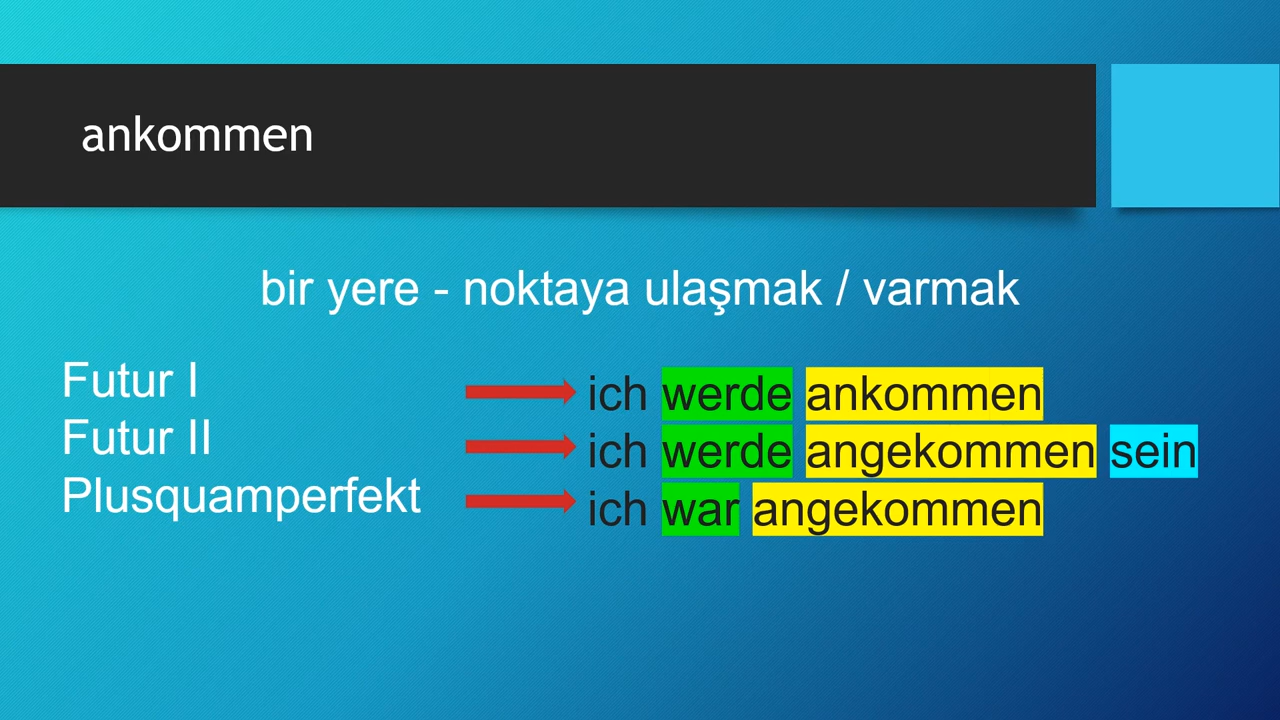 ankommen
bir yere - noktaya ulaşmak / varmak
Futur I
ich werde ankommen
Futur II
ich werde angekommen sein
Plusquamperfekt
ich war angekommen